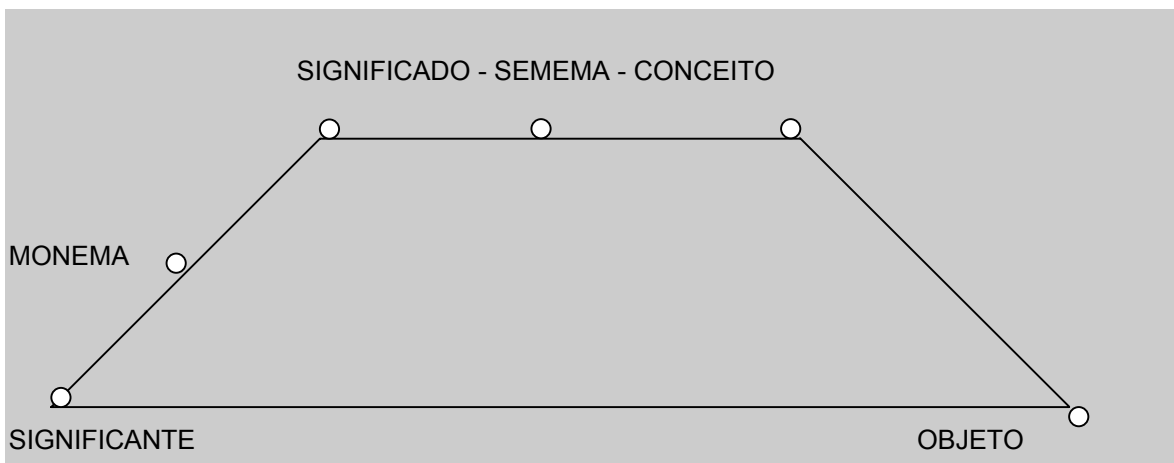 SIGNIFICADO - SEMEMA - CONCEITO
MONEMA
SIGNIFICANTE
OBJETO